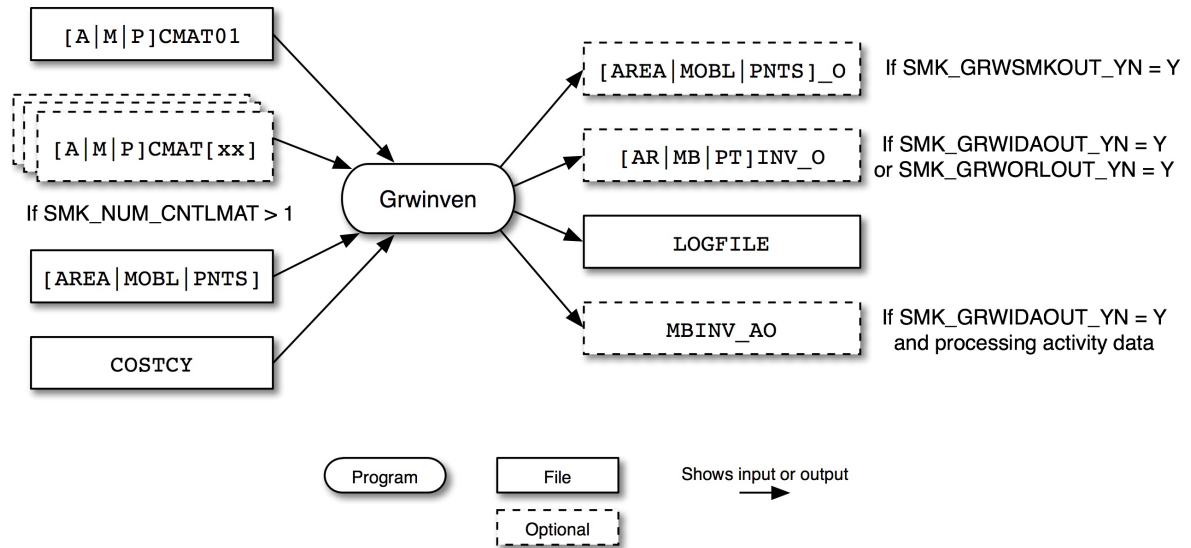 [A|M|P]CMAT01
[A|M|P]CMAT[xx]
If SMK_NUM_CNTLMAT > 1
[AREA|MOBL|PNTS]
COSTCY
Grwinven
[AREA|MOBL|PNTS]_O
If SMK_GRWSMKOUT_YN = Y
[AR|MB|PT]INV_O
If SMK_GRWIDAOUT_YN = Y
or SMK_GRWORLOUT_YN = Y
LOGFILE
MBINV_AO
If SMK_GRWIDAOUT_YN = Y
and processing activity data
Program
File
Shows input or output
Optional